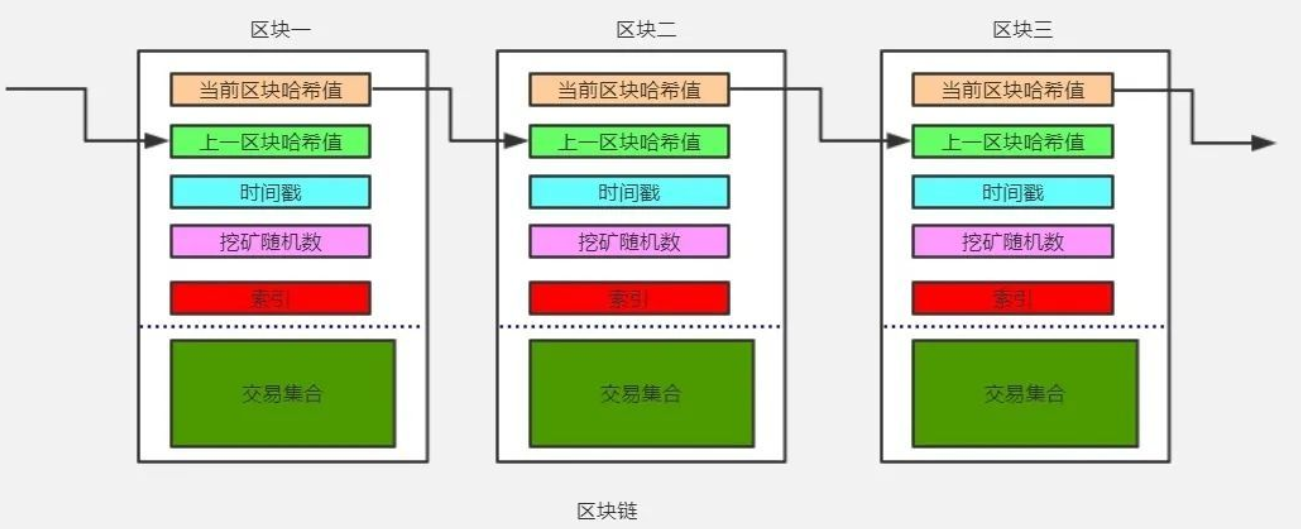 区块一
区块二
区块三
当前区块哈希值
当前区块哈希值
当前区块哈希值
上一区块哈希值
上一区块哈希值
上一区块哈希值
时间戳
时间戳
时间戳
挖矿随机数
挖矿随机数
挖矿随机数
索引
索引
索引
交易集合
交易集合
交易集合
区块链